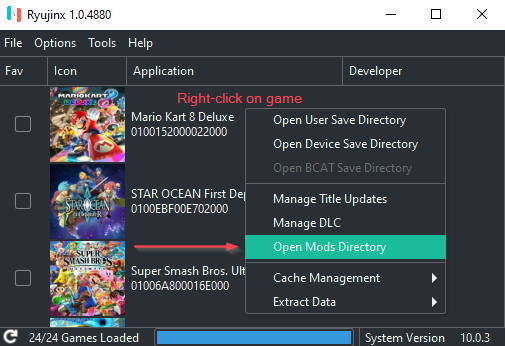 Ryujinx 1.0.4880
File Options Tools Help
Fav Icon Application Developer
Right-click on game
MARIO KART 8
DELUXE
Mario Kart 8 Deluxe
0100152000022000
Open User Save Directory
Open Device Save Directory
Open BCAT Save Directory
Manage Title Updates
Manage DLC
Open Mods Directory
Cache Management
Extract Data
STAR OCEAN
STAR OCEAN First Dep
0100EBF00E702000
SUPER
SMASH BROS.
Super Smash Bros. Ult
01006A800016E000
24/24 Games Loaded
System Version 10.0.3